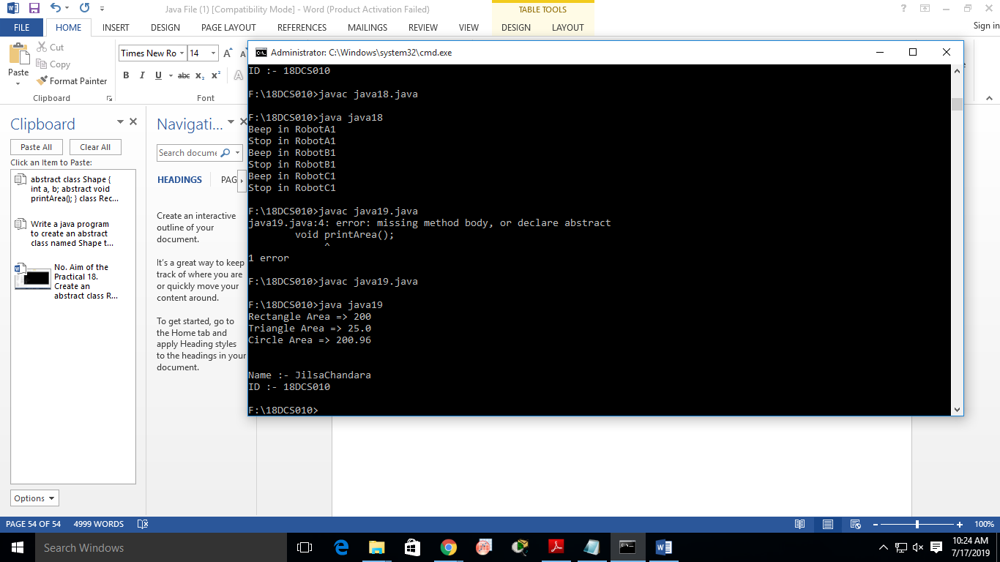 Java File (1) [Compatibility Mode] - Word (Product Activation Failed)
TABLE TOOLS
FILE HOME INSERT DESIGN PAGE LAYOUT REFERENCES MAILINGS REVIEW VIEW DESIGN LAYOUT Sign in
Paste
Cut
Copy
Format Painter
Clipboard
Times New Ro 14
B I U abc x₂ x² A
Font
Clipboard
Paste All Clear All
Click an Item to Paste:
abstract class Shape {
int a, b; abstract void
printArea(); } class Rec...
Write a java program
to create an abstract
class named Shape t...
No. Aim of the
Practical 18.
Create an
abstract class R...
Options
Navigati...
Search docume
HEADINGS PAG
Create an interactive
outline of your
document.
It's a great way to keep
track of where you are
or quickly move your
content around.
To get started, go to
the Home tab and
apply Heading styles
to the headings in your
document.
Administrator: C:\Windows\system32\cmd.exe
ID :- 18DCS010
F:\18DCS010>javac java18.java
F:\18DCS010>java java18
Beep in RobotA1
Stop in RobotA1
Beep in RobotB1
Stop in RobotB1
Beep in RobotC1
Stop in RobotC1
F:\18DCS010>javac java19.java
java19.java:4: error: missing method body, or declare abstract
void printArea();
^
1 error
F:\18DCS010>javac java19.java
F:\18DCS010>java java19
Rectangle Area => 200
Triangle Area => 25.0
Circle Area => 200.96
Name :- JilsaChandara
ID :- 18DCS010
F:\18DCS010>
PAGE 54 OF 54 4999 WORDS 100%
Search Windows
10:24 AM
7/17/2019